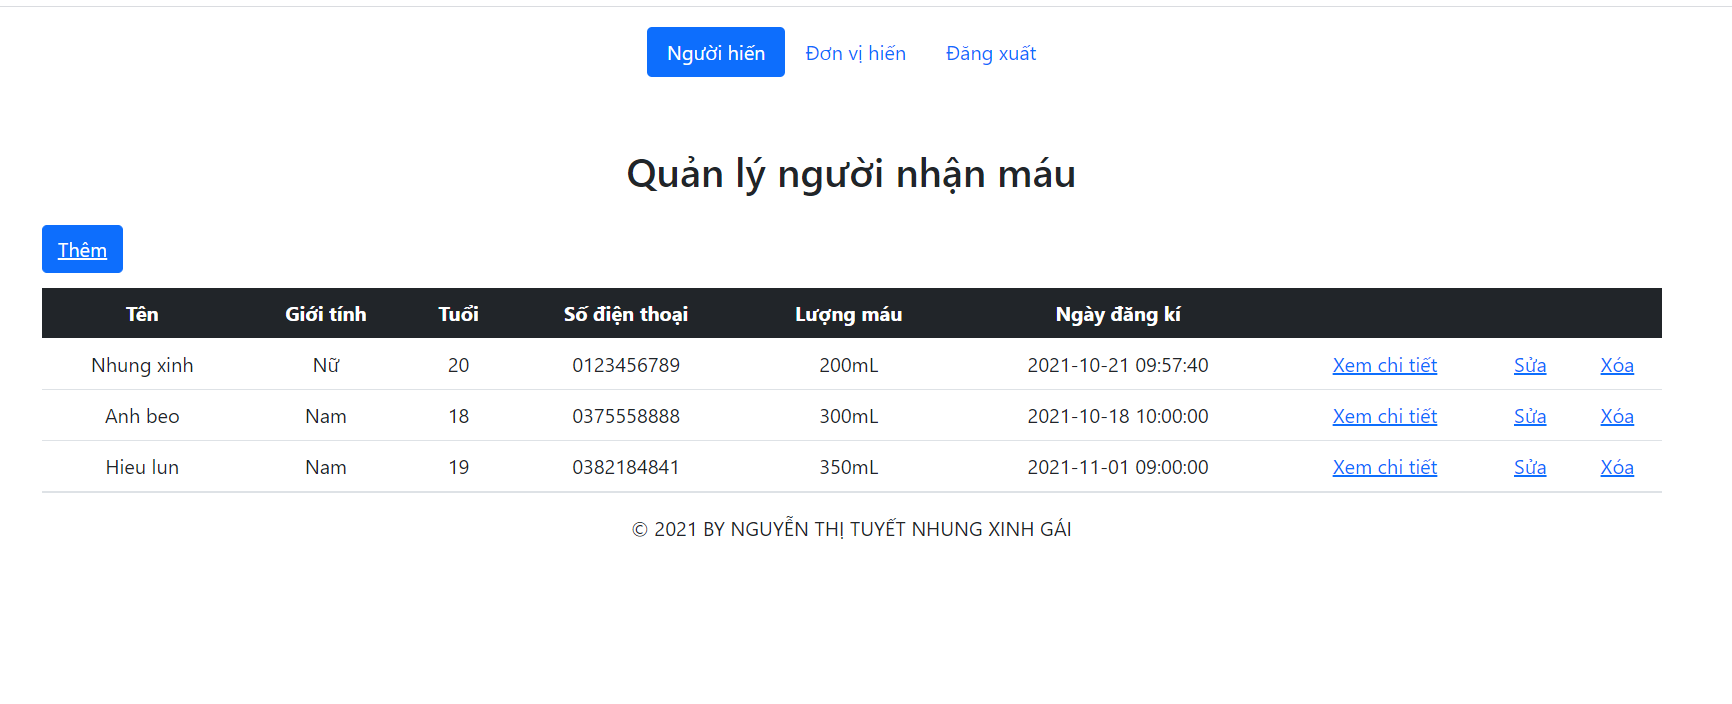 Người hiến Đơn vị hiến Đăng xuất
Quản lý người nhận máu
Thêm
Tên Giới tính Tuổi Số điện thoại Lượng máu Ngày đăng kí
Nhung xinh Nữ 20 0123456789 200mL 2021-10-21 09:57:40 Xem chi tiết Sửa Xóa
Anh beo Nam 18 0375558888 300mL 2021-10-18 10:00:00 Xem chi tiết Sửa Xóa
Hieu lun Nam 19 0382184841 350mL 2021-11-01 09:00:00 Xem chi tiết Sửa Xóa
© 2021 BY NGUYỄN THỊ TUYẾT NHUNG XINH GÁI